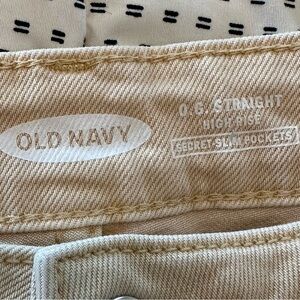 OLD NAVY
O.G. STRAIGHT
HIGH RISE
SECRET-SLIM POCKETS